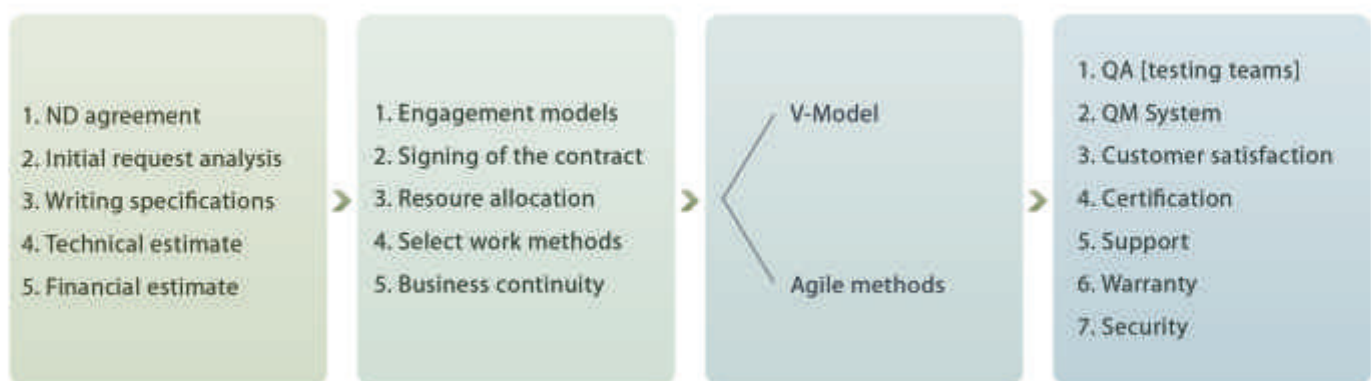 1. ND agreement
2. Initial request analysis
3. Writing specifications
4. Technical estimate
5. Financial estimate
1. Engagement models
2. Signing of the contract
3. Resoure allocation
4. Select work methods
5. Business continuity
V-Model
Agile methods
1. QA [testing teams]
2. QM System
3. Customer satisfaction
4. Certification
5. Support
6. Warranty
7. Security